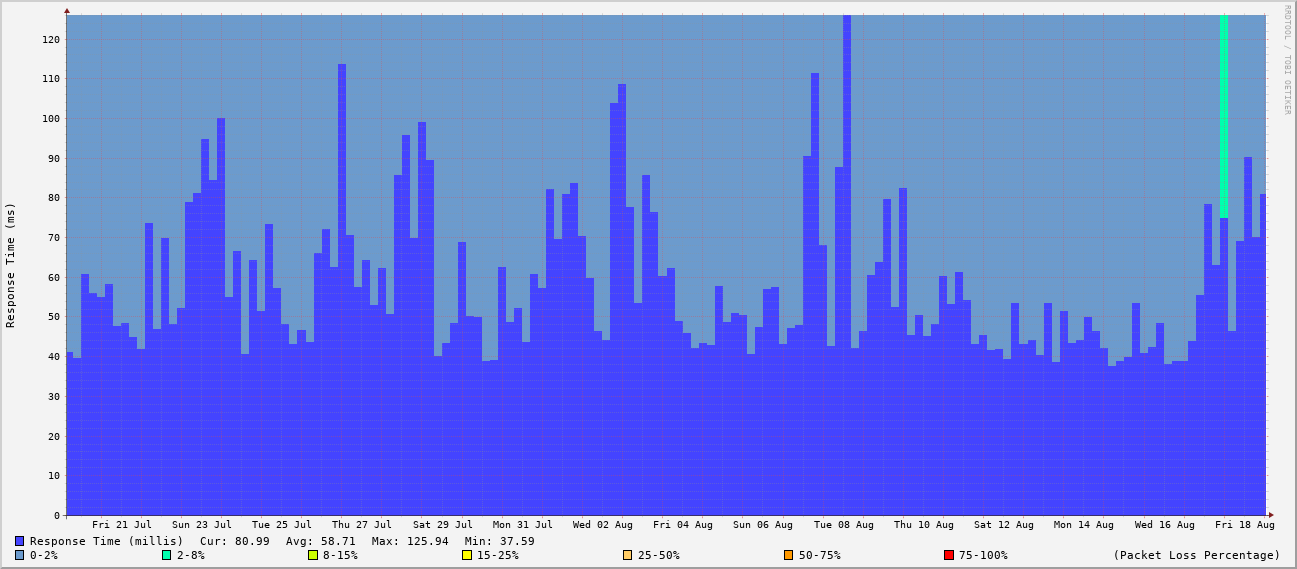 RRDTOOL / TOBI OETIKER
Response Time (ms)
120
110
100
90
80
70
60
50
40
30
20
10
0
Fri 21 Jul Sun 23 Jul Tue 25 Jul Thu 27 Jul Sat 29 Jul Mon 31 Jul Wed 02 Aug Fri 04 Aug Sun 06 Aug Tue 08 Aug Thu 10 Aug Sat 12 Aug Mon 14 Aug Wed 16 Aug Fri 18 Aug
Response Time (millis) Cur: 80.99 Avg: 58.71 Max: 125.94 Min: 37.59
0-2% 2-8% 8-15% 15-25% 25-50% 50-75% 75-100% (Packet Loss Percentage)